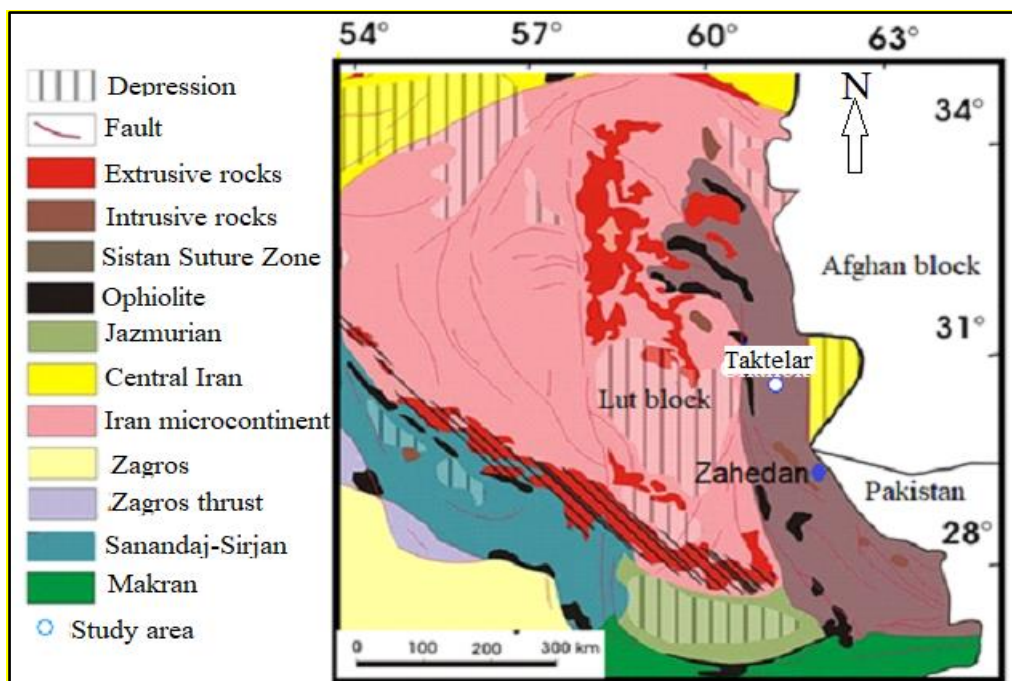 54° 57° 60° 63°
N
34°
Depression
Fault
Extrusive rocks
Intrusive rocks
Sistan Suture Zone
Afghan block
Ophiolite
31°
Jazmurian
Taktelar
Central Iran
Lut block
Iran microcontinent
Zagros
Zahedan
Pakistan
Zagros thrust
28°
Sanandaj-Sirjan
Makran
Study area
0 100 200 300 km